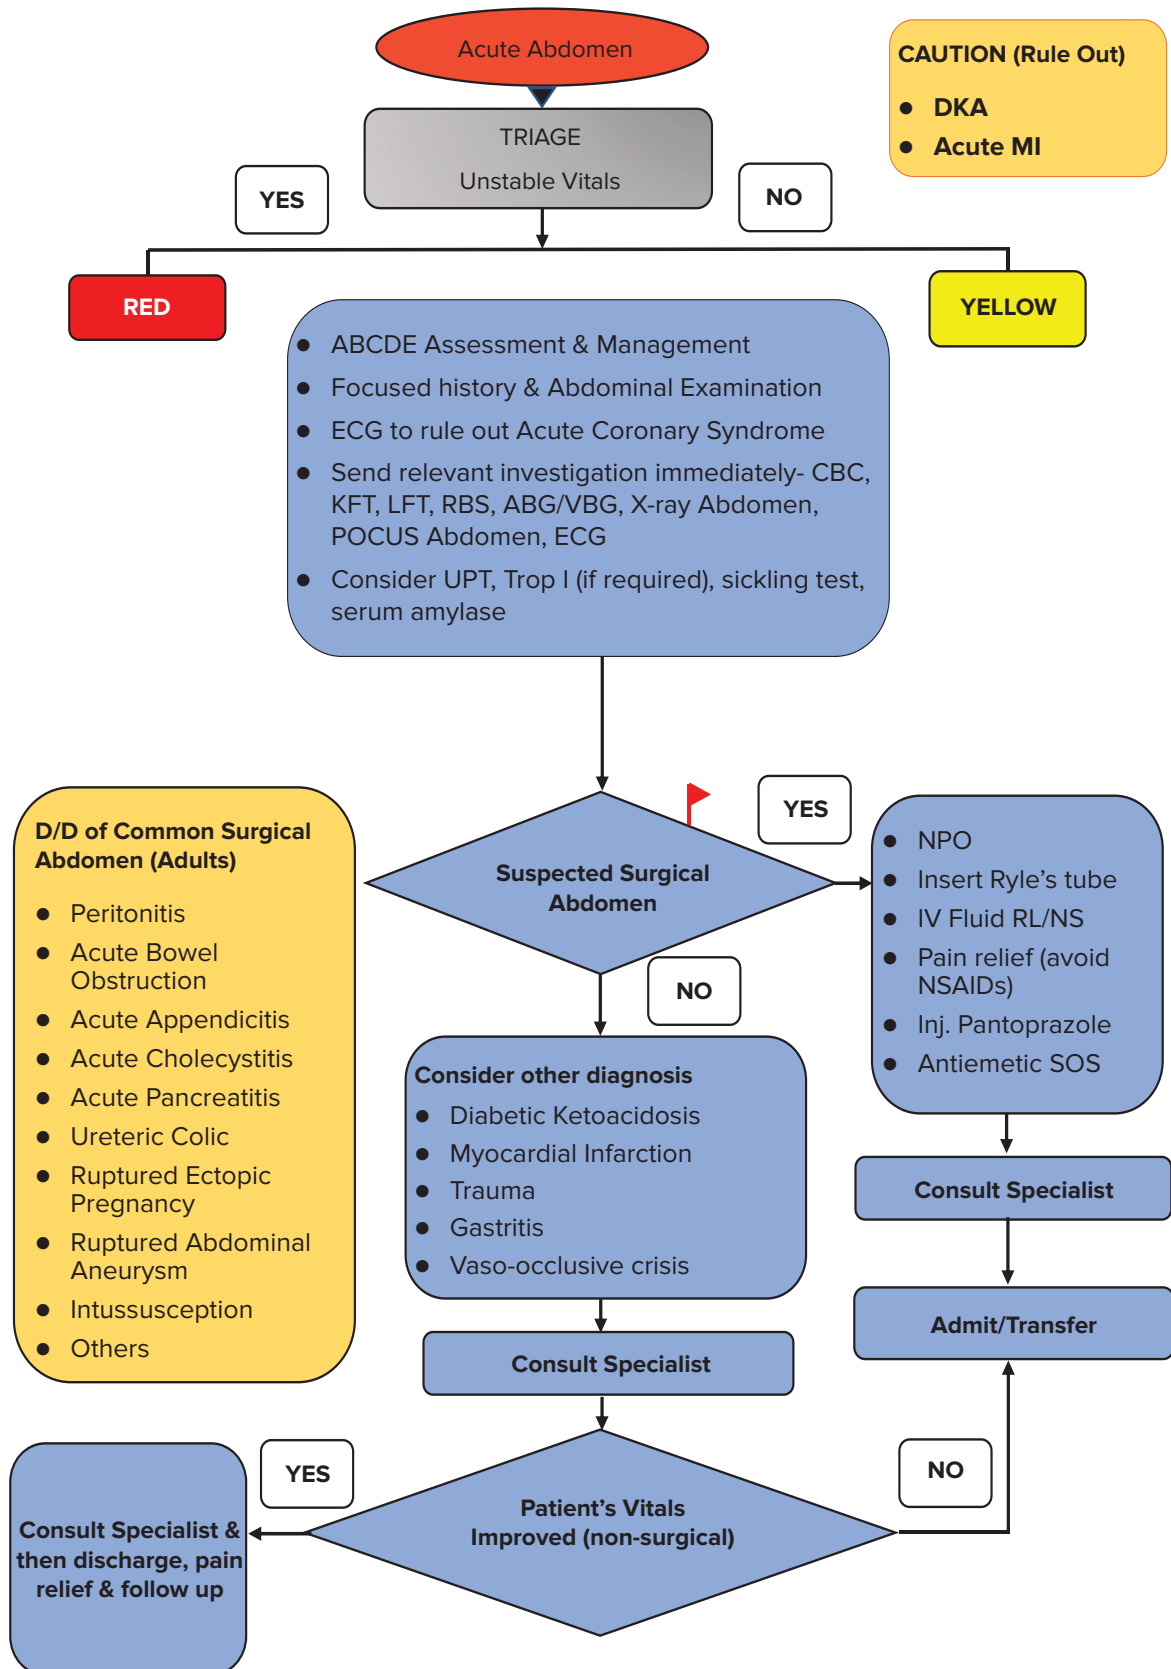 Acute Abdomen
CAUTION (Rule Out)
● DKA
● Acute MI
TRIAGE
Unstable Vitals
YES
NO
RED
YELLOW
● ABCDE Assessment & Management
● Focused history & Abdominal Examination
● ECG to rule out Acute Coronary Syndrome
● Send relevant investigation immediately- CBC,
KFT, LFT, RBS, ABG/VBG, X-ray Abdomen,
POCUS Abdomen, ECG
● Consider UPT, Trop I (if required), sickling test,
serum amylase
D/D of Common Surgical
Abdomen (Adults)
● Peritonitis
● Acute Bowel
Obstruction
● Acute Appendicitis
● Acute Cholecystitis
● Acute Pancreatitis
● Ureteric Colic
● Ruptured Ectopic
Pregnancy
● Ruptured Abdominal
Aneurysm
● Intussusception
● Others
Suspected Surgical
Abdomen
YES
● NPO
● Insert Ryle's tube
● IV Fluid RL/NS
● Pain relief (avoid
NSAIDs)
● Inj. Pantoprazole
● Antiemetic SOS
NO
Consider other diagnosis
● Diabetic Ketoacidosis
● Myocardial Infarction
● Trauma
● Gastritis
● Vaso-occlusive crisis
Consult Specialist
Admit/Transfer
Consult Specialist
Patient's Vitals
Improved (non-surgical)
YES
NO
Consult Specialist &
then discharge, pain
relief & follow up